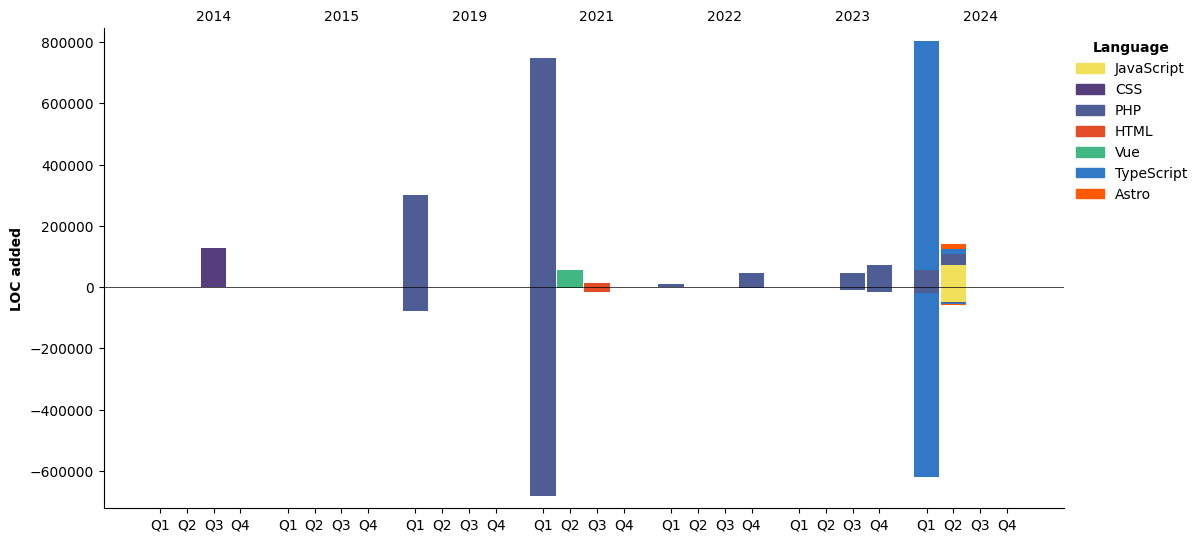 2014 2015 2019 2021 2022 2023 2024
Language
JavaScript
CSS
PHP
HTML
Vue
TypeScript
Astro
LOC added
800000
600000
400000
200000
0
−200000
−400000
−600000
Q1 Q2 Q3 Q4 Q1 Q2 Q3 Q4 Q1 Q2 Q3 Q4 Q1 Q2 Q3 Q4 Q1 Q2 Q3 Q4 Q1 Q2 Q3 Q4 Q1 Q2 Q3 Q4